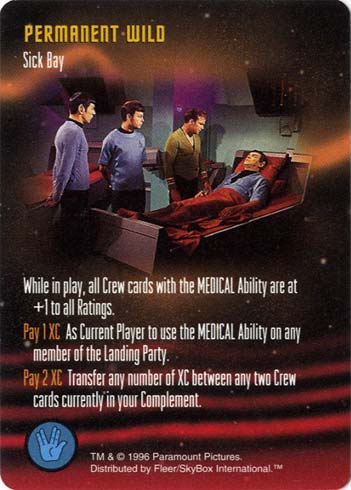 PERMANENT WILD
Sick Bay
While in play, all Crew cards with the MEDICAL Ability are at
+1 to all Ratings.
Pay 1 XC As Current Player to use the MEDICAL Ability on any
member of the Landing Party.
Pay 2 XC Transfer any number of XC between any two Crew
cards currently in your Complement.
TM & © 1996 Paramount Pictures.
Distributed by Fleer/SkyBox International.™